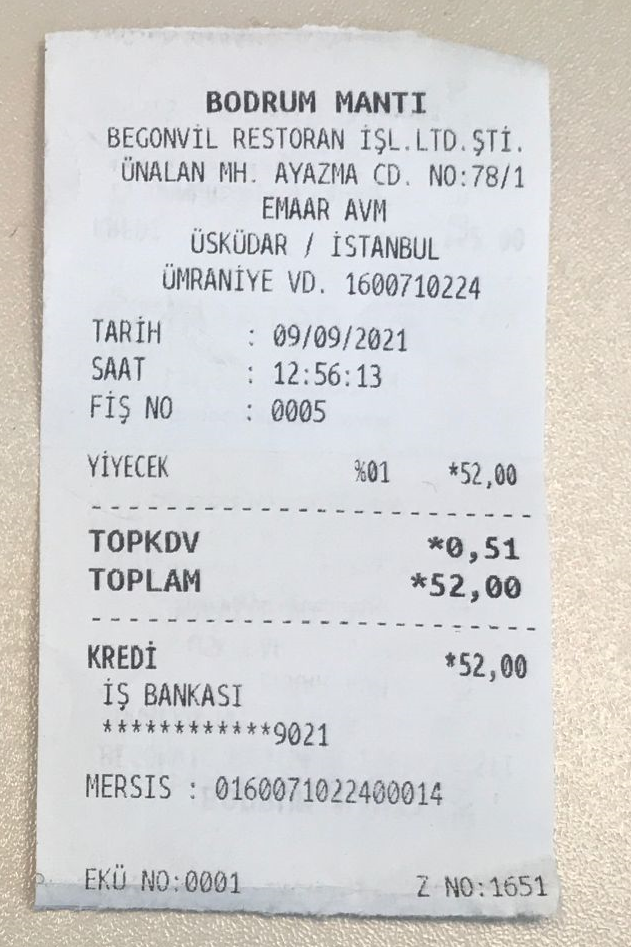 BODRUM MANTI
BEGONVİL RESTORAN İŞL.LTD.ŞTİ.
ÜNALAN MH. AYAZMA CD. NO:78/1
EMAAR AVM
ÜSKÜDAR / İSTANBUL
ÜMRANİYE VD. 1600710224
TARİH : 09/09/2021
SAAT : 12:56:13
FİŞ NO : 0005
YİYECEK %01 *52,00
TOPKDV *0,51
TOPLAM *52,00
KREDİ *52,00
İŞ BANKASI
************9021
MERSIS : 0160071022400014
EKÜ NO:0001 Z NO:1651